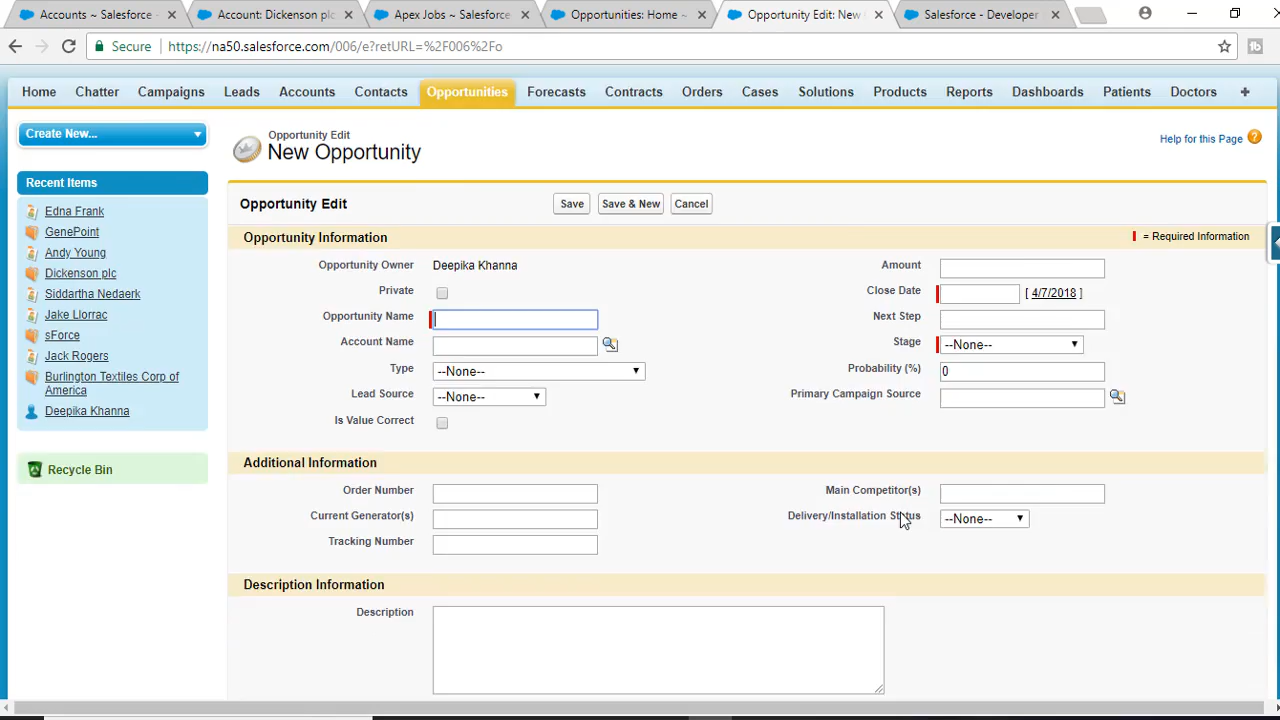 Accounts ~ Salesforce - Account: Dickenson plc Apex Jobs ~ Salesforce Opportunities: Home ~ Opportunity Edit: New Salesforce - Developer
Secure https://na50.salesforce.com/006/e?retURL=%2F006%2Fo
Home Chatter Campaigns Leads Accounts Contacts Opportunities Forecasts Contracts Orders Cases Solutions Products Reports Dashboards Patients Doctors +
Create New...
Recent Items
Edna Frank
GenePoint
Andy Young
Dickenson plc
Siddartha Nedaerk
Jake Llorrac
sForce
Jack Rogers
Burlington Textiles Corp of
America
Deepika Khanna
Recycle Bin
Opportunity Edit
New Opportunity
Help for this Page ?
Opportunity Edit Save Save & New Cancel
Opportunity Information = Required Information
Opportunity Owner Deepika Khanna Amount
Private Close Date [ 4/7/2018 ]
Opportunity Name Next Step
Account Name Stage --None--
Type --None-- Probability (%) 0
Lead Source --None-- Primary Campaign Source
Is Value Correct
Additional Information
Order Number Main Competitor(s)
Current Generator(s) Delivery/Installation Status --None--
Tracking Number
Description Information
Description